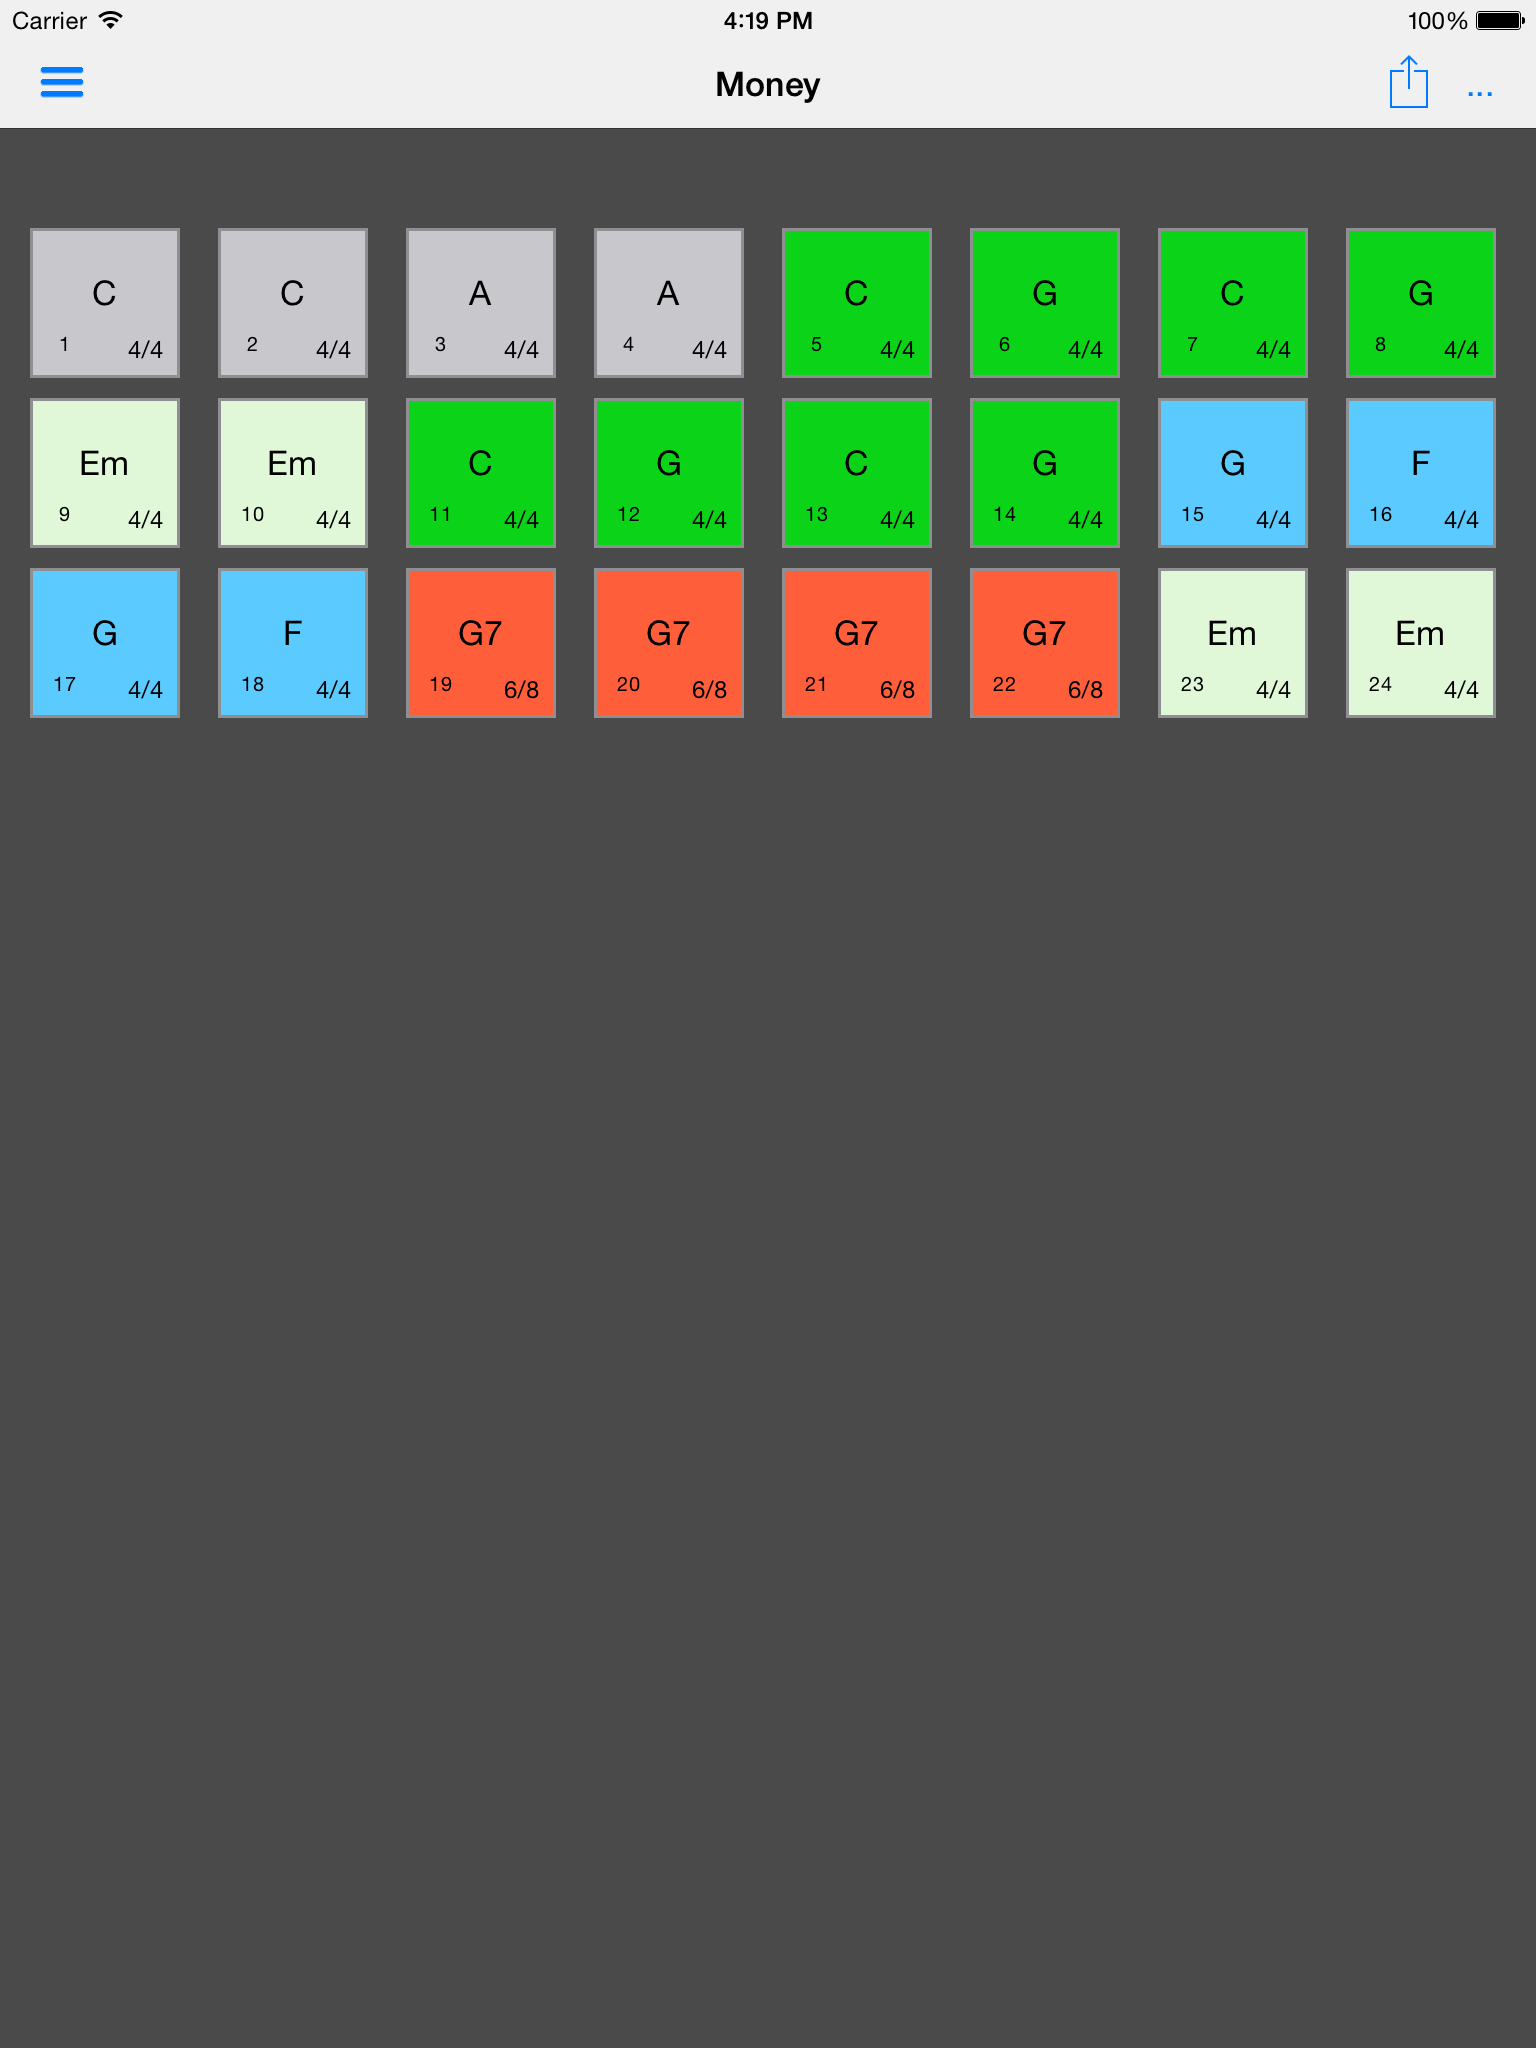 Carrier 4:19 PM 100%
Money ...
C C A A C G C G
1 4/4 2 4/4 3 4/4 4 4/4 5 4/4 6 4/4 7 4/4 8 4/4
Em Em C G C G G F
9 4/4 10 4/4 11 4/4 12 4/4 13 4/4 14 4/4 15 4/4 16 4/4
G F G7 G7 G7 G7 Em Em
17 4/4 18 4/4 19 6/8 20 6/8 21 6/8 22 6/8 23 4/4 24 4/4